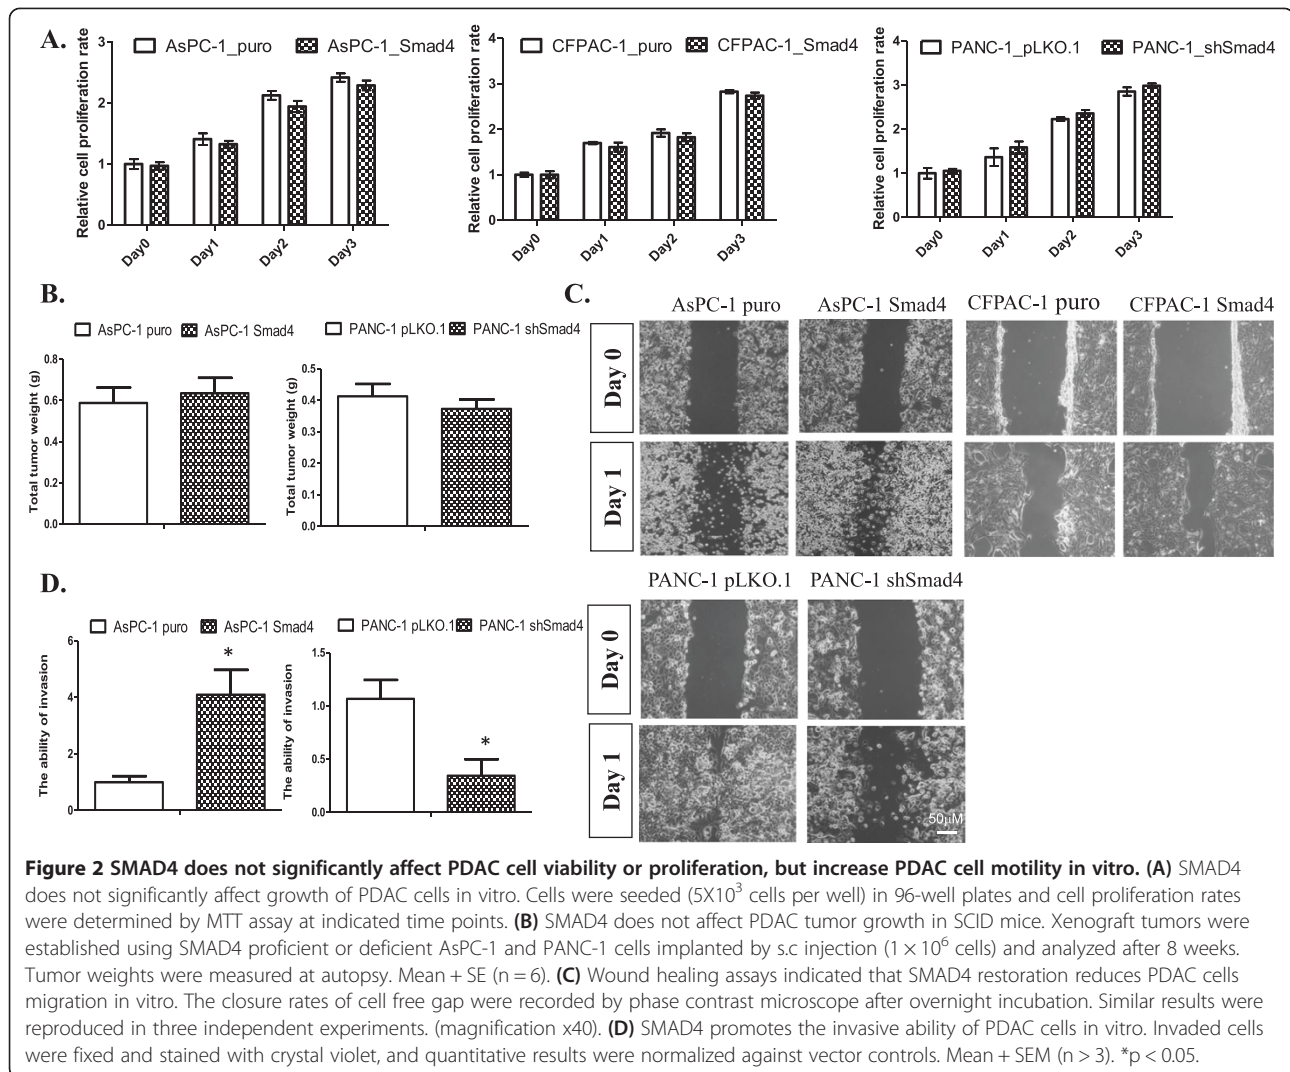 A.
AsPC-1_puro AsPC-1_Smad4
Relative cell proliferation rate
3
2
1
0
Day0 Day1 Day2 Day3
CFPAC-1_puro CFPAC-1_Smad4
Relative cell proliferation rate
4
3
2
1
0
Day0 Day1 Day2 Day3
PANC-1_pLKO.1 PANC-1_shSmad4
Relative cell proliferation rate
4
3
2
1
0
Day0 Day1 Day2 Day3
B.
AsPC-1 puro AsPC-1 Smad4
Total tumor weight (g)
0.8
0.6
0.4
0.2
0.0
PANC-1 pLKO.1 PANC-1 shSmad4
Total tumor weight (g)
0.5
0.4
0.3
0.2
0.1
0.0
C.
AsPC-1 puro AsPC-1 Smad4 CFPAC-1 puro CFPAC-1 Smad4
Day 0
Day 1
PANC-1 pLKO.1 PANC-1 shSmad4
Day 0
Day 1
50μM
D.
AsPC-1 puro AsPC-1 Smad4
The ability of invasion
6
4
2
0
*
PANC-1 pLKO.1 PANC-1 shSmad4
The ability of invasion
1.5
1.0
0.5
0.0
*
Figure 2 SMAD4 does not significantly affect PDAC cell viability or proliferation, but increase PDAC cell motility in vitro. (A) SMAD4
does not significantly affect growth of PDAC cells in vitro. Cells were seeded (5X10³ cells per well) in 96-well plates and cell proliferation rates
were determined by MTT assay at indicated time points. (B) SMAD4 does not affect PDAC tumor growth in SCID mice. Xenograft tumors were
established using SMAD4 proficient or deficient AsPC-1 and PANC-1 cells implanted by s.c injection (1 × 10⁶ cells) and analyzed after 8 weeks.
Tumor weights were measured at autopsy. Mean + SE (n = 6). (C) Wound healing assays indicated that SMAD4 restoration reduces PDAC cells
migration in vitro. The closure rates of cell free gap were recorded by phase contrast microscope after overnight incubation. Similar results were
reproduced in three independent experiments. (magnification x40). (D) SMAD4 promotes the invasive ability of PDAC cells in vitro. Invaded cells
were fixed and stained with crystal violet, and quantitative results were normalized against vector controls. Mean + SEM (n > 3). *p < 0.05.